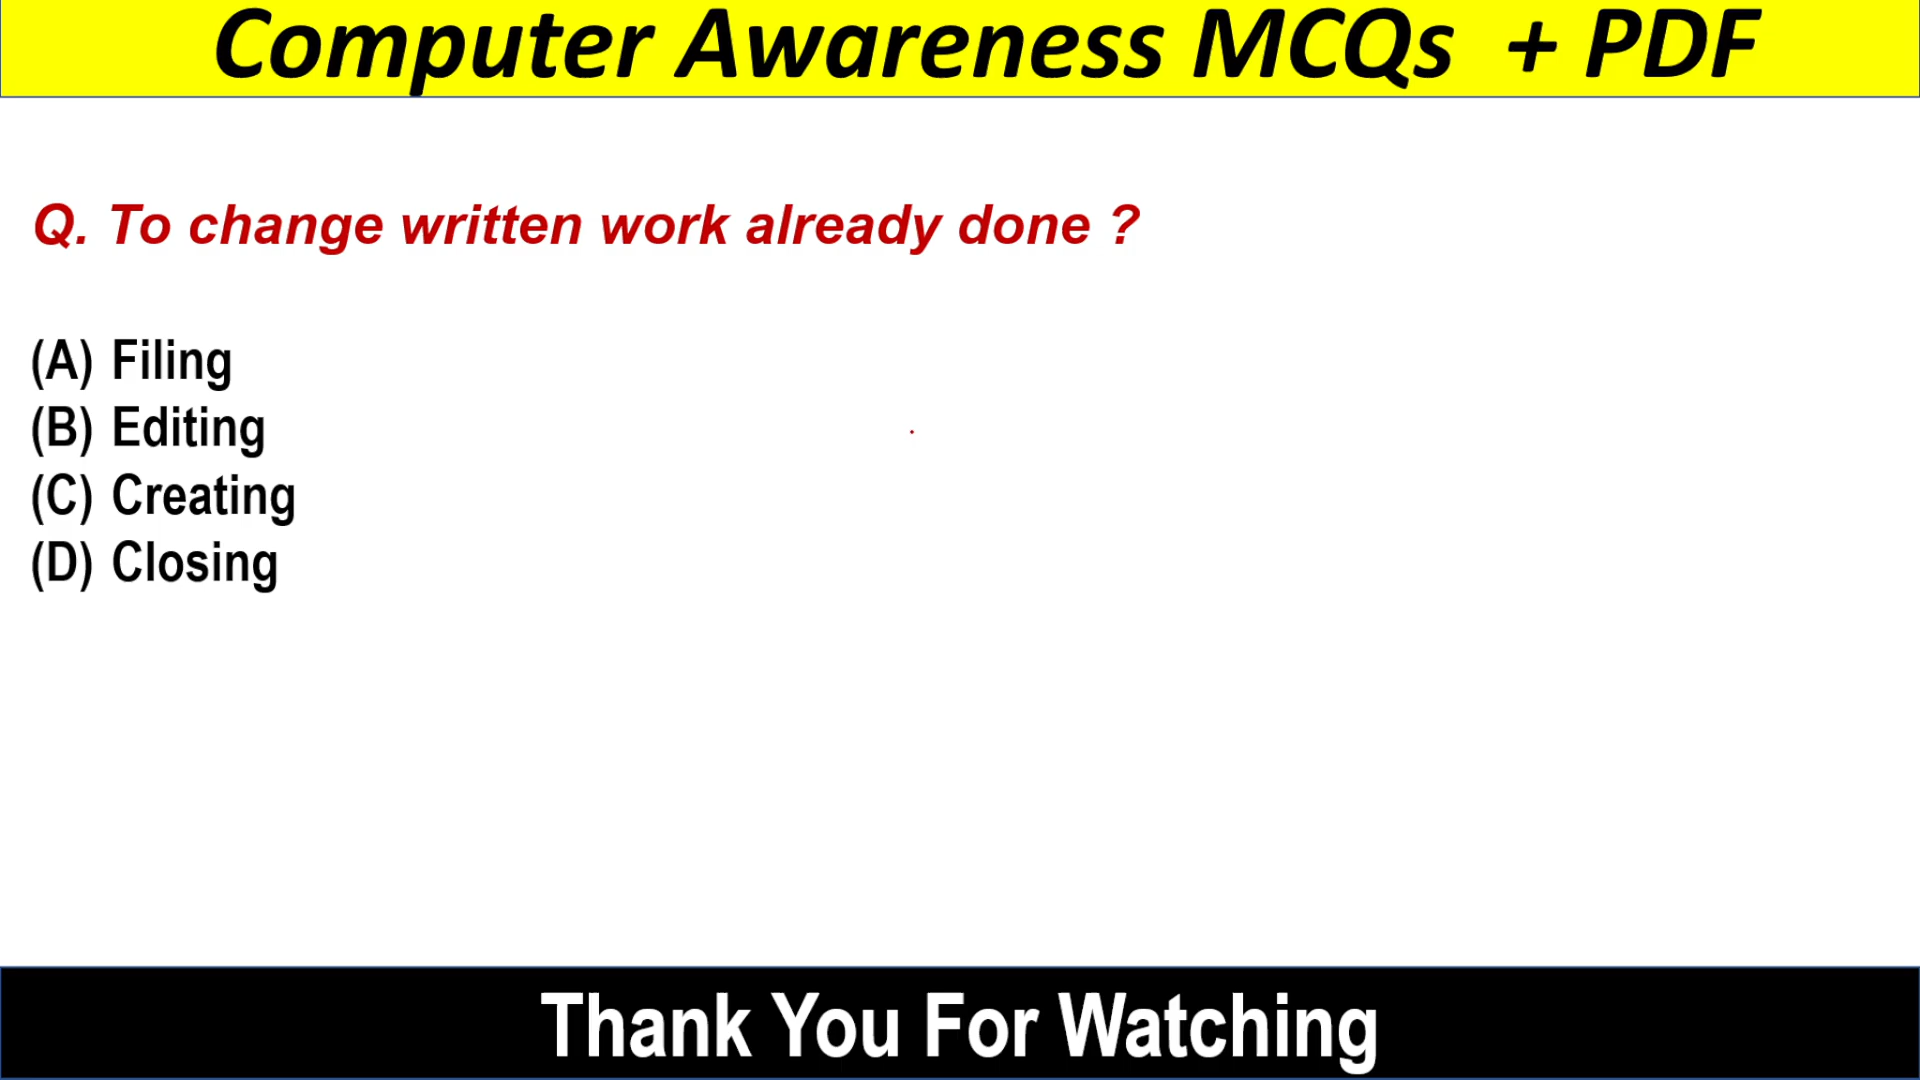 Computer Awareness MCQs + PDF
Q. To change written work already done ?
(A) Filing
(B) Editing
(C) Creating
(D) Closing
Thank You For Watching